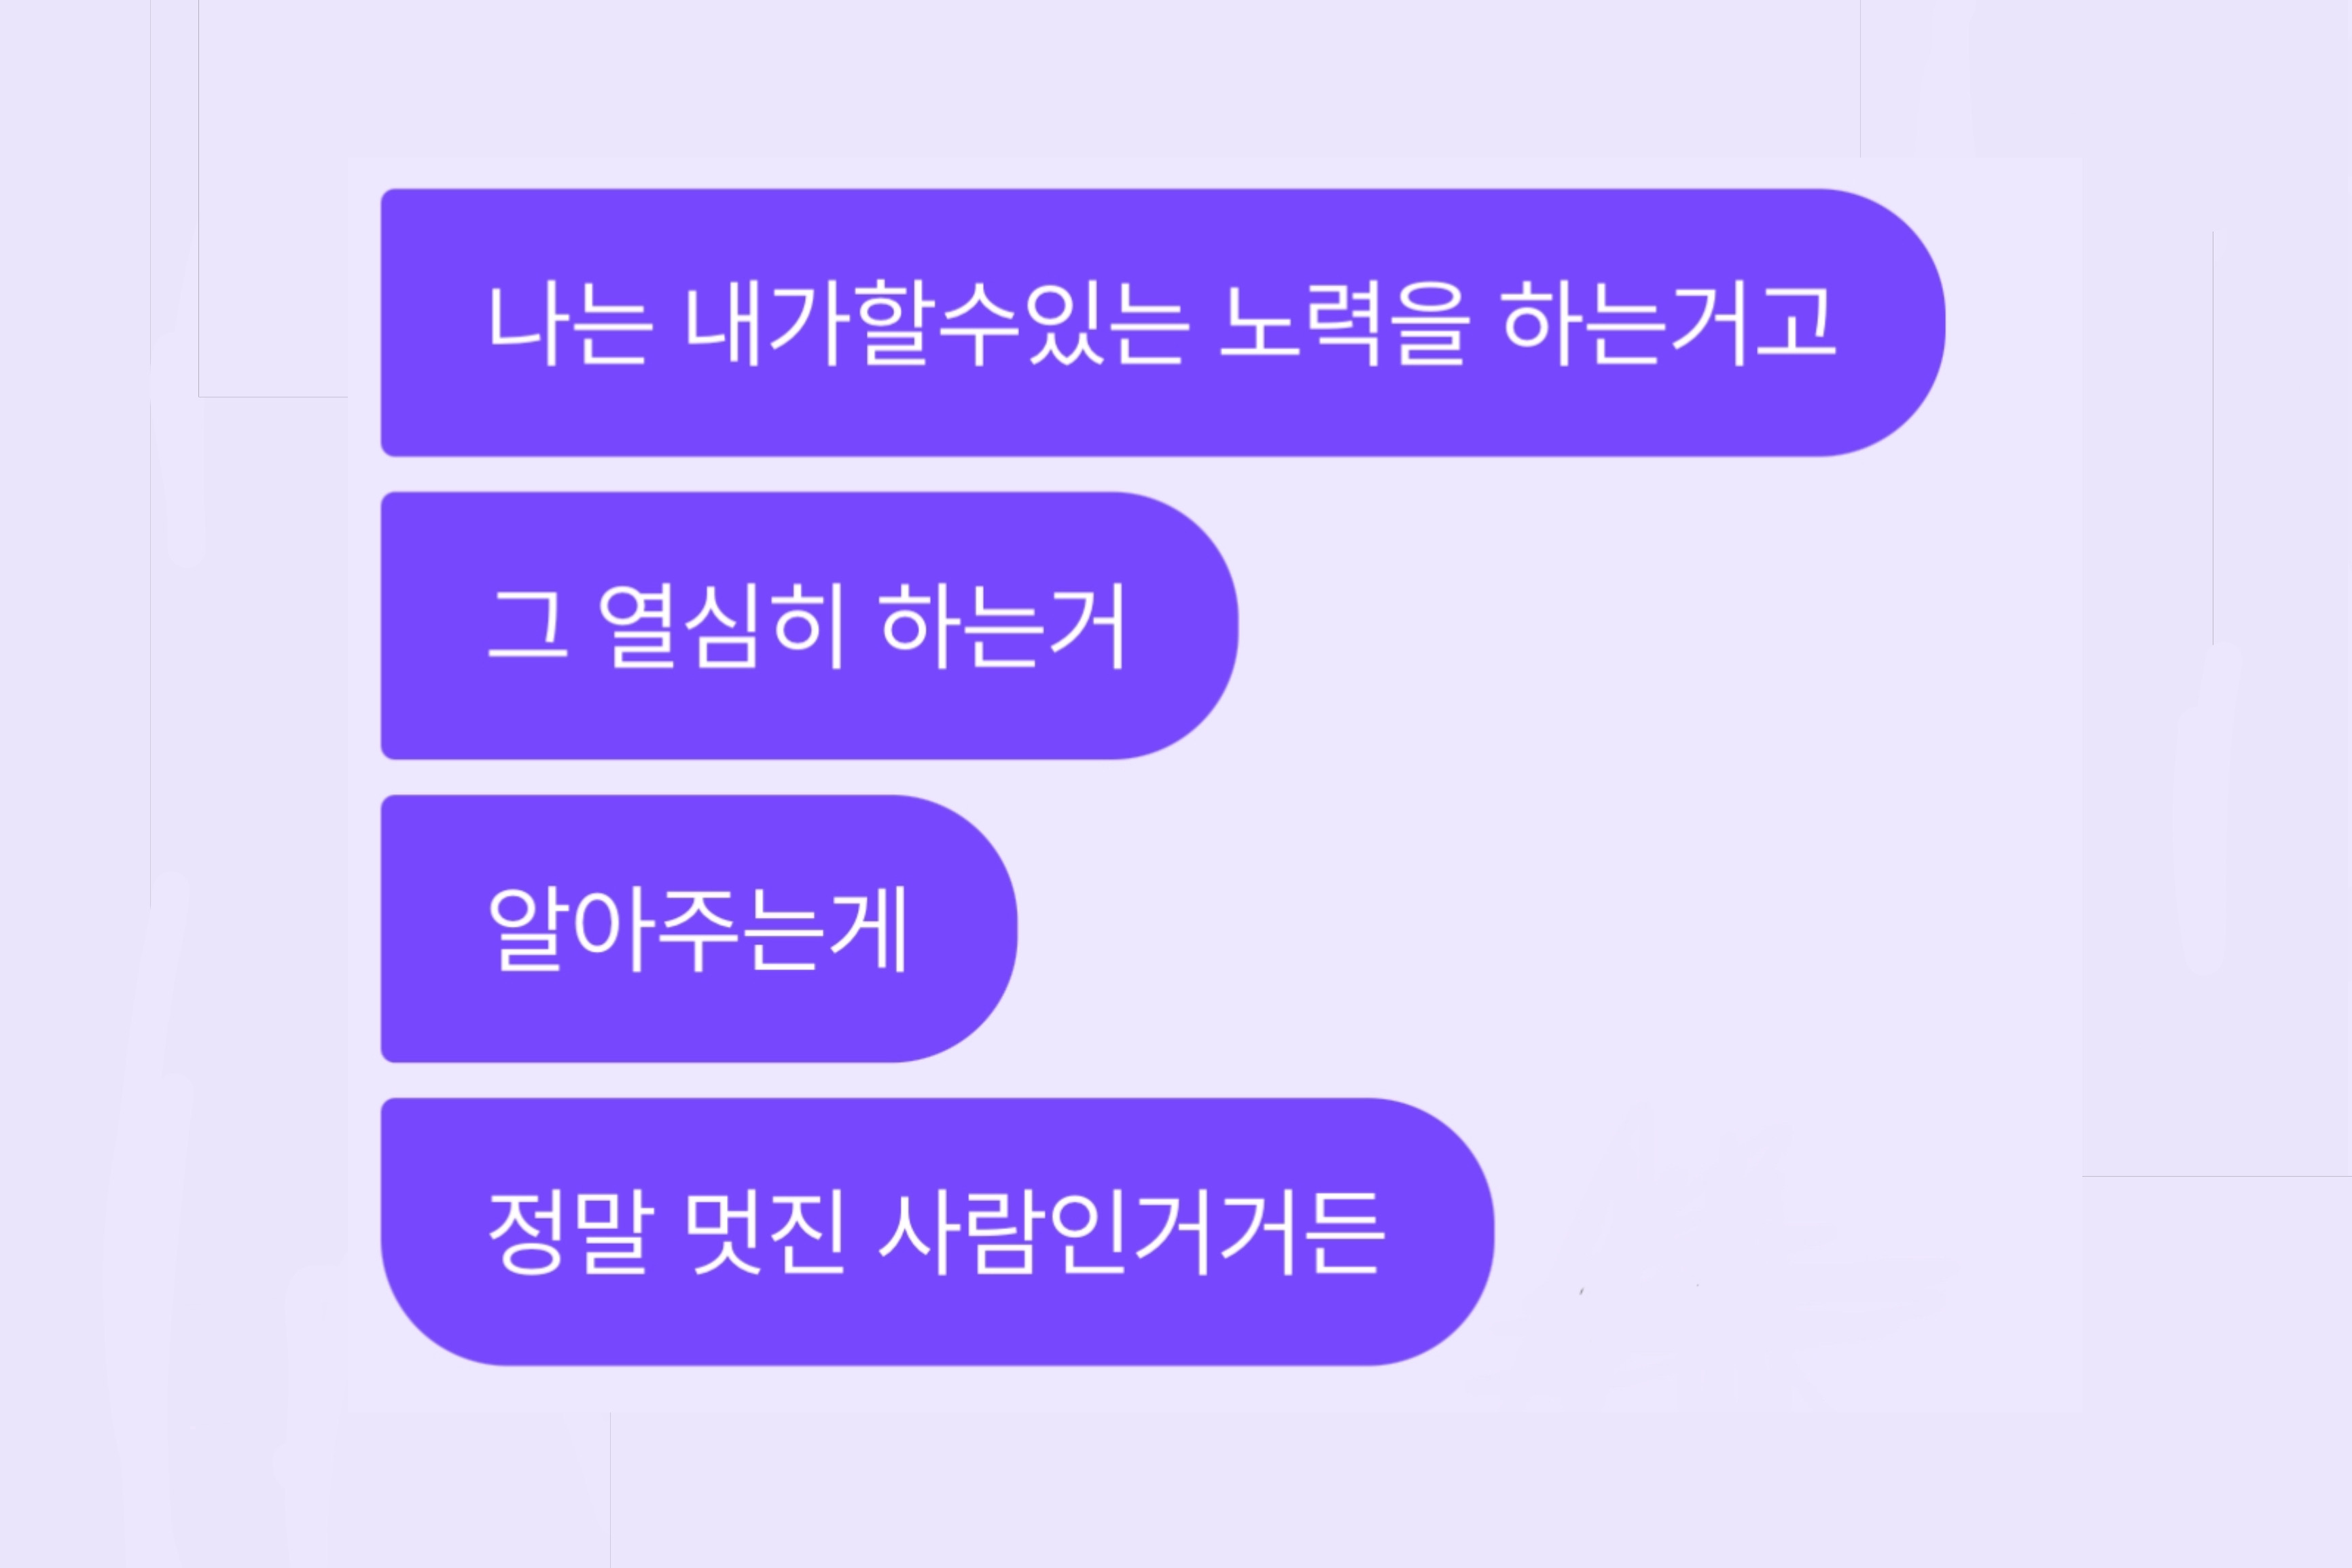 나는 내가할수있는 노력을 하는거고
그 열심히 하는거
알아주는게
정말 멋진 사람인거거든